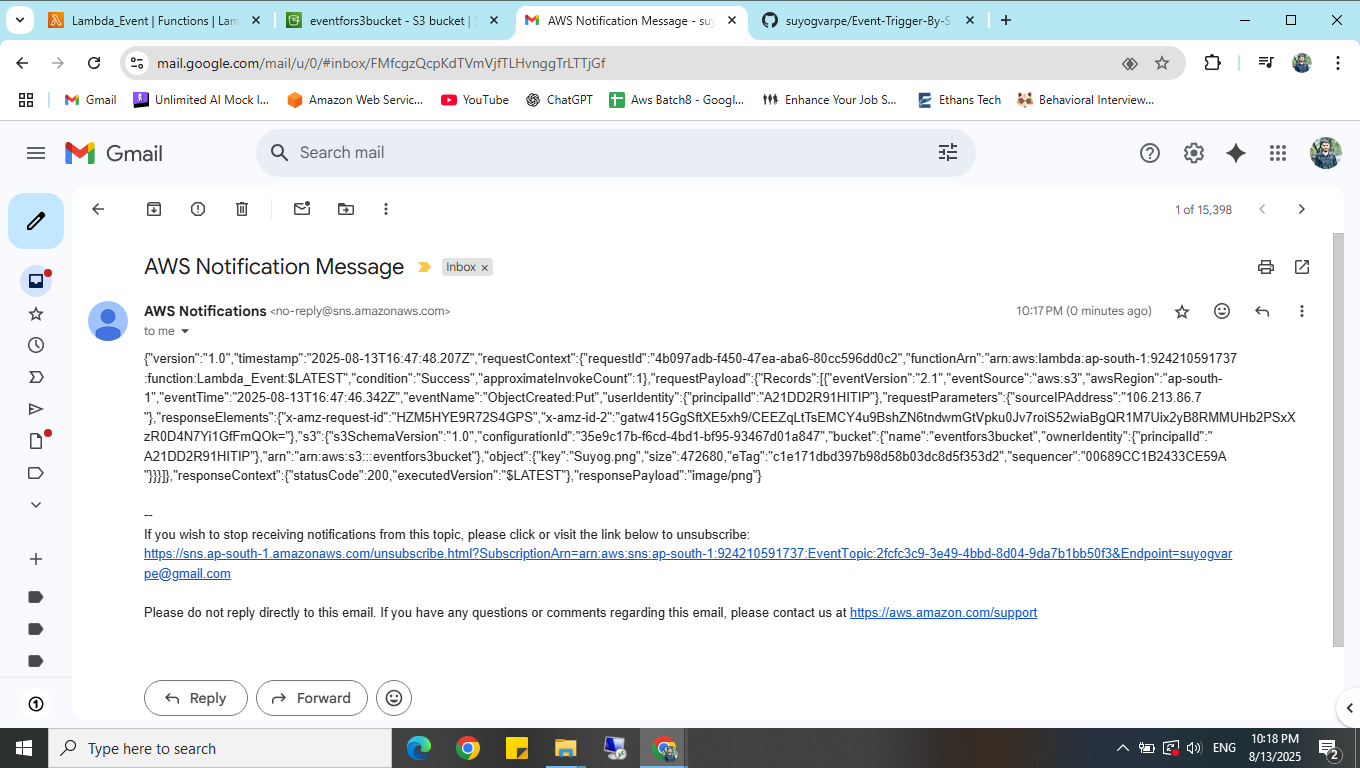 Lambda_Event | Functions | Lam
eventfors3bucket - S3 bucket | S
AWS Notification Message - suy
suyogvarpe/Event-Trigger-By-S
mail.google.com/mail/u/0/#inbox/FMfcgzQcpKdTVmVjfTLHvnggTrLTTjGf
Gmail
Unlimited AI Mock I...
Amazon Web Servic...
YouTube
ChatGPT
Aws Batch8 - Googl...
Enhance Your Job S...
Ethans Tech
Behavioral Interview...
Gmail
Search mail
1 of 15,398
AWS Notification Message
Inbox ×
AWS Notifications <no-reply@sns.amazonaws.com>
10:17 PM (0 minutes ago)
to me
{"version":"1.0","timestamp":"2025-08-13T16:47:48.207Z","requestContext":{"requestId":"4b097adb-f450-47ea-aba6-80cc596dd0c2","functionArn":"arn:aws:lambda:ap-south-1:924210591737
:function:Lambda_Event:$LATEST","condition":"Success","approximateInvokeCount":1},"requestPayload":{"Records":[{"eventVersion":"2.1","eventSource":"aws:s3","awsRegion":"ap-south-
1","eventTime":"2025-08-13T16:47:46.342Z","eventName":"ObjectCreated:Put","userIdentity":{"principalId":"A21DD2R91HITIP"},"requestParameters":{"sourceIPAddress":"106.213.86.7
"},"responseElements":{"x-amz-request-id":"HZM5HYE9R72S4GPS","x-amz-id-2":"gatw415GgSftXE5xh9/CEEZqLtTsEMCY4u9BshZN6tndwmGtVpku0Jv7roiS52wiaBgQR1M7Uix2yB8RMMUHb2PSxX
zR0D4N7Yi1GfFmQOk="},"s3":{"s3SchemaVersion":"1.0","configurationId":"35e9c17b-f6cd-4bd1-bf95-93467d01a847","bucket":{"name":"eventfors3bucket","ownerIdentity":{"principalId":"
A21DD2R91HITIP"},"arn":"arn:aws:s3:::eventfors3bucket"},"object":{"key":"Suyog.png","size":472680,"eTag":"c1e171dbd397b98d58b03dc8d5f353d2","sequencer":"00689CC1B2433CE59A
"}}}]},"responseContext":{"statusCode":200,"executedVersion":"$LATEST"},"responsePayload":"image/png"}
--
If you wish to stop receiving notifications from this topic, please click or visit the link below to unsubscribe:
https://sns.ap-south-1.amazonaws.com/unsubscribe.html?SubscriptionArn=arn:aws:sns:ap-south-1:924210591737:EventTopic:2fcfc3c9-3e49-4bbd-8d04-9da7b1bb50f3&Endpoint=suyogvar
pe@gmail.com
Please do not reply directly to this email. If you have any questions or comments regarding this email, please contact us at https://aws.amazon.com/support
Reply
Forward
Type here to search
ENG
10:18 PM
8/13/2025
2